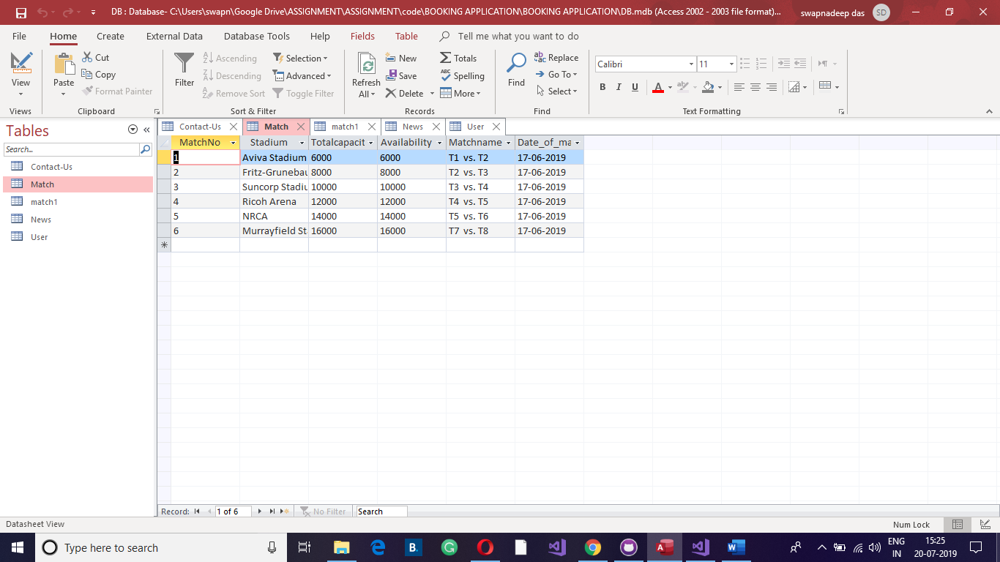 DB : Database- C:\Users\swapn\Google Drive\ASSIGNMENT\ASSIGNMENT\code\BOOKING APPLICATION\BOOKING APPLICATION\DB.mdb (Access 2002 - 2003 file format)... swapnadeep das SD
File Home Create External Data Database Tools Help Fields Table Tell me what you want to do
View
Views
Paste
Cut
Copy
Format Painter
Clipboard
Filter
Ascending
Descending
Remove Sort
Selection
Advanced
Toggle Filter
Sort & Filter
Refresh
All
New
Save
Delete
Totals
Spelling
More
Records
Find
Replace
Go To
Select
Find
Calibri 11
B I U A
Text Formatting
Tables
Search...
Contact-Us
Match
match1
News
User
Contact-Us Match match1 News User
MatchNo Stadium Totalcapacit Availability Matchname Date_of_ma
1 Aviva Stadium 6000 6000 T1 vs. T2 17-06-2019
2 Fritz-Grunebau 8000 8000 T2 vs. T3 17-06-2019
3 Suncorp Stadiu 10000 10000 T3 vs. T4 17-06-2019
4 Ricoh Arena 12000 12000 T4 vs. T5 17-06-2019
5 NRCA 14000 14000 T5 vs. T6 17-06-2019
6 Murrayfield St 16000 16000 T7 vs. T8 17-06-2019
Record: 1 of 6 No Filter Search
Datasheet View Num Lock
Type here to search
ENG
IN
15:25
20-07-2019